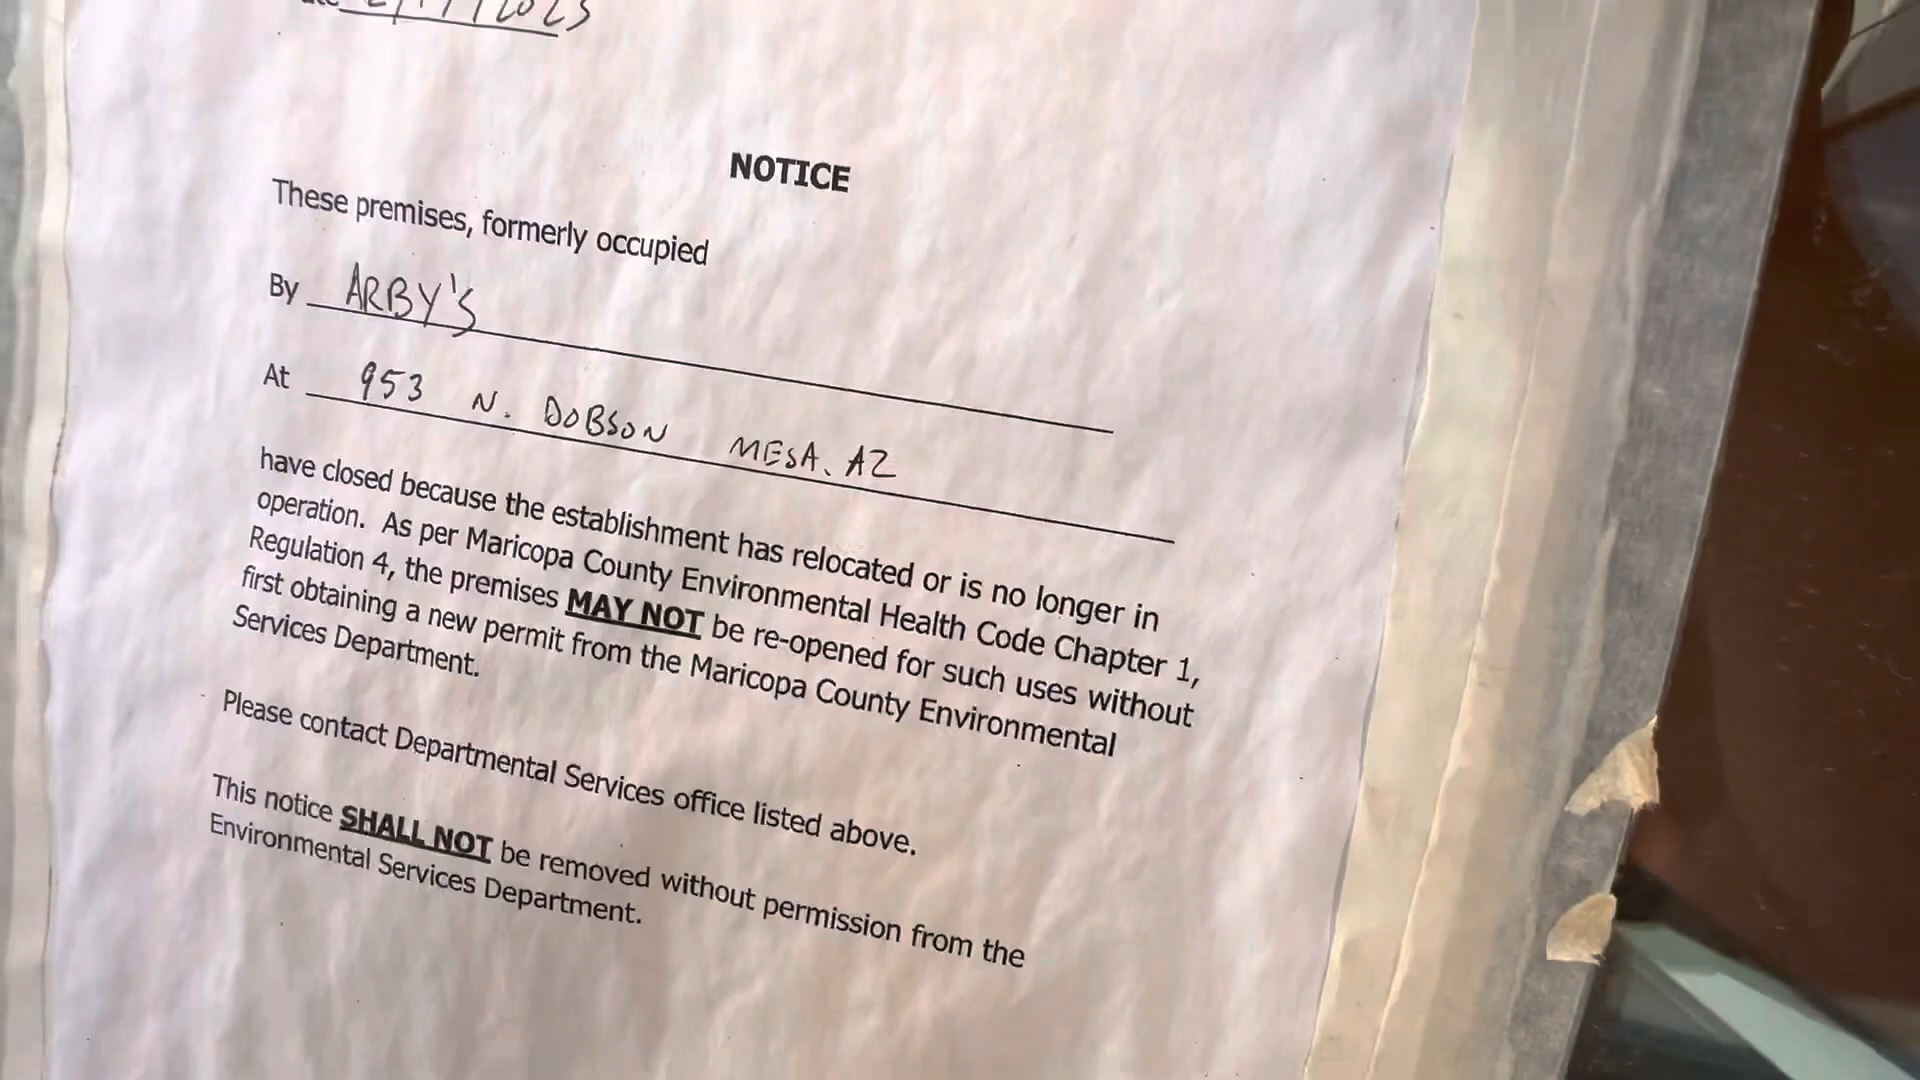 NOTICE
These premises, formerly occupied
By ARBY'S
At 953 N. DOBSON MESA, AZ
have closed because the establishment has relocated or is no longer in
operation. As per Maricopa County Environmental Health Code Chapter 1,
Regulation 4, the premises MAY NOT be re-opened for such uses without
first obtaining a new permit from the Maricopa County Environmental
Services Department.
Please contact Departmental Services office listed above.
This notice SHALL NOT be removed without permission from the
Environmental Services Department.